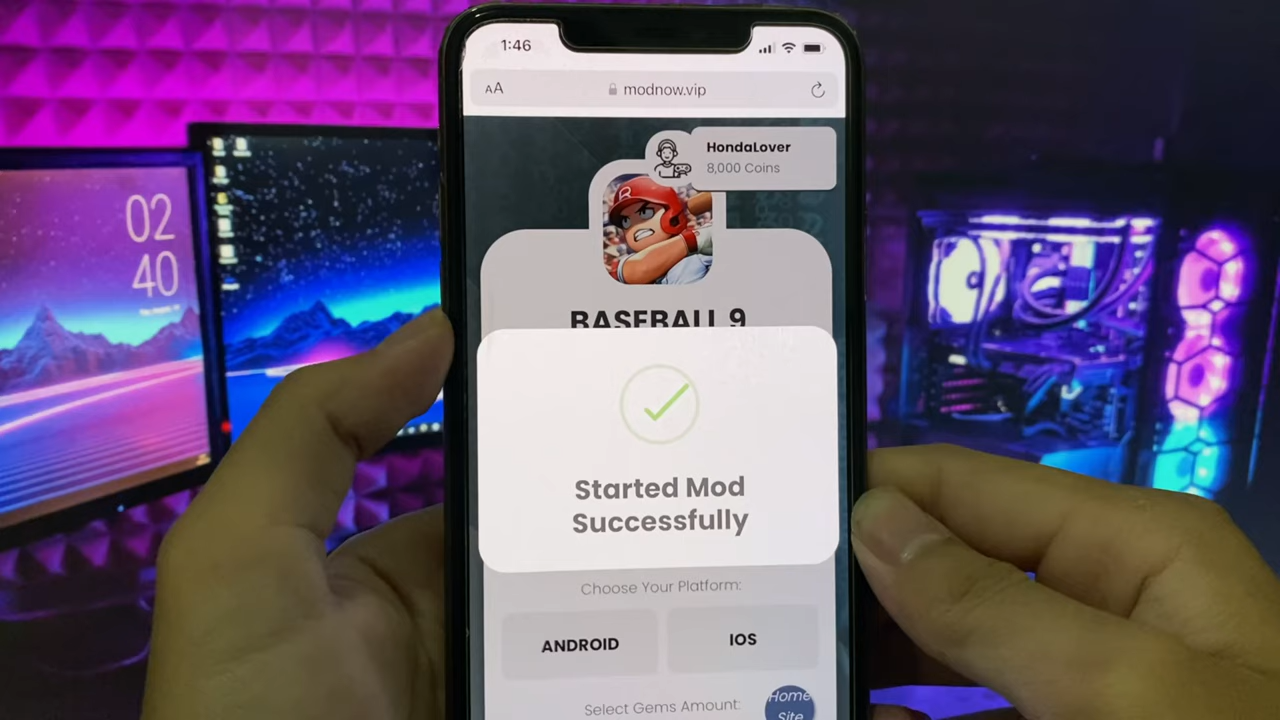 1:46
AA
modnow.vip
HondaLover
8,000 Coins
R
BASEBALL 9
Started Mod
Successfully
Choose Your Platform:
ANDROID
IOS
Select Gems Amount:
Home
Site
02
40